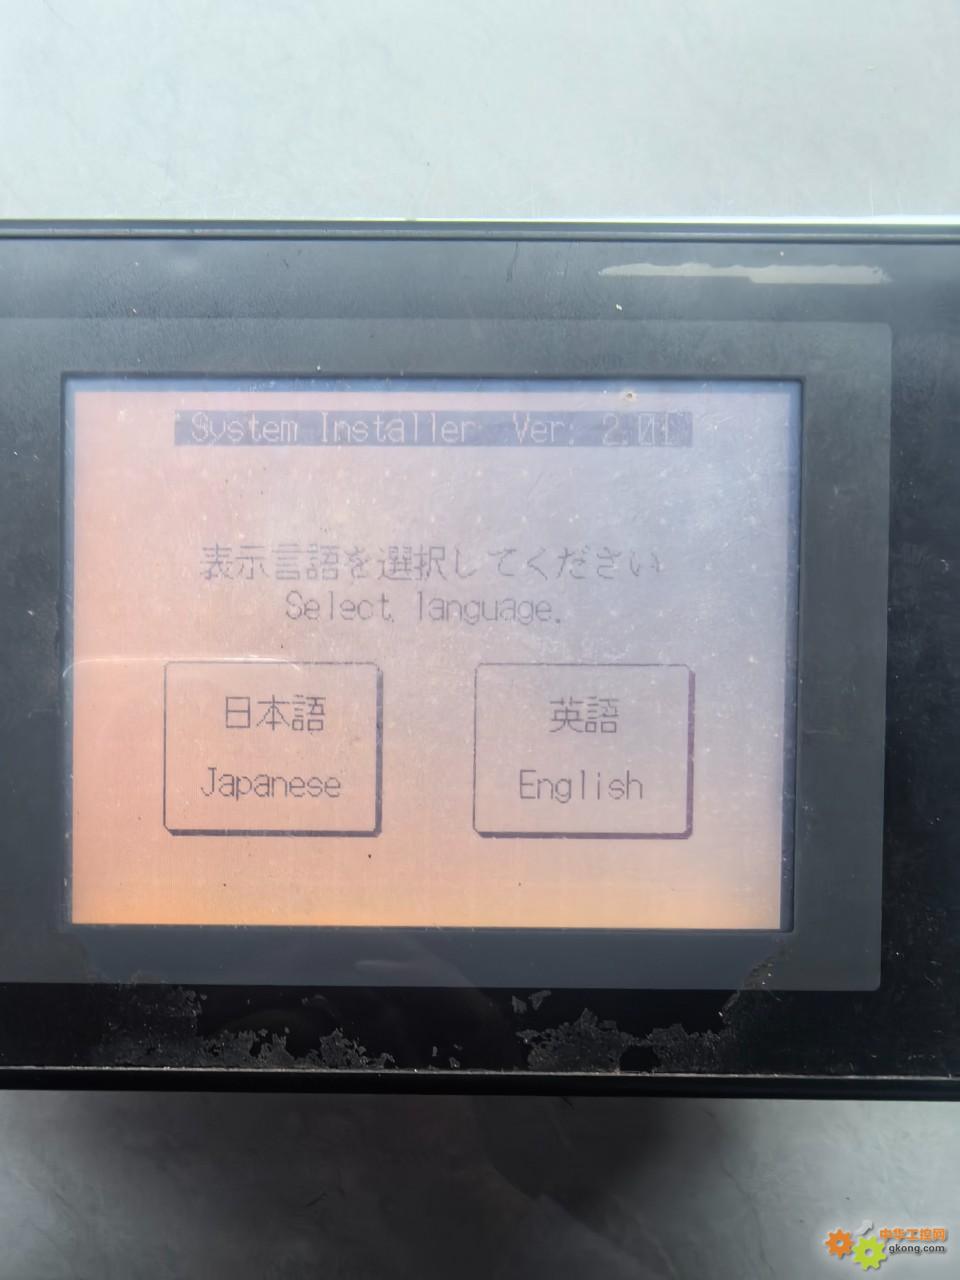 System Installer Ver: 2.01
表示言語を選択してください
Select language.
日本語
Japanese
英語
English
中华工控网
gkong.com